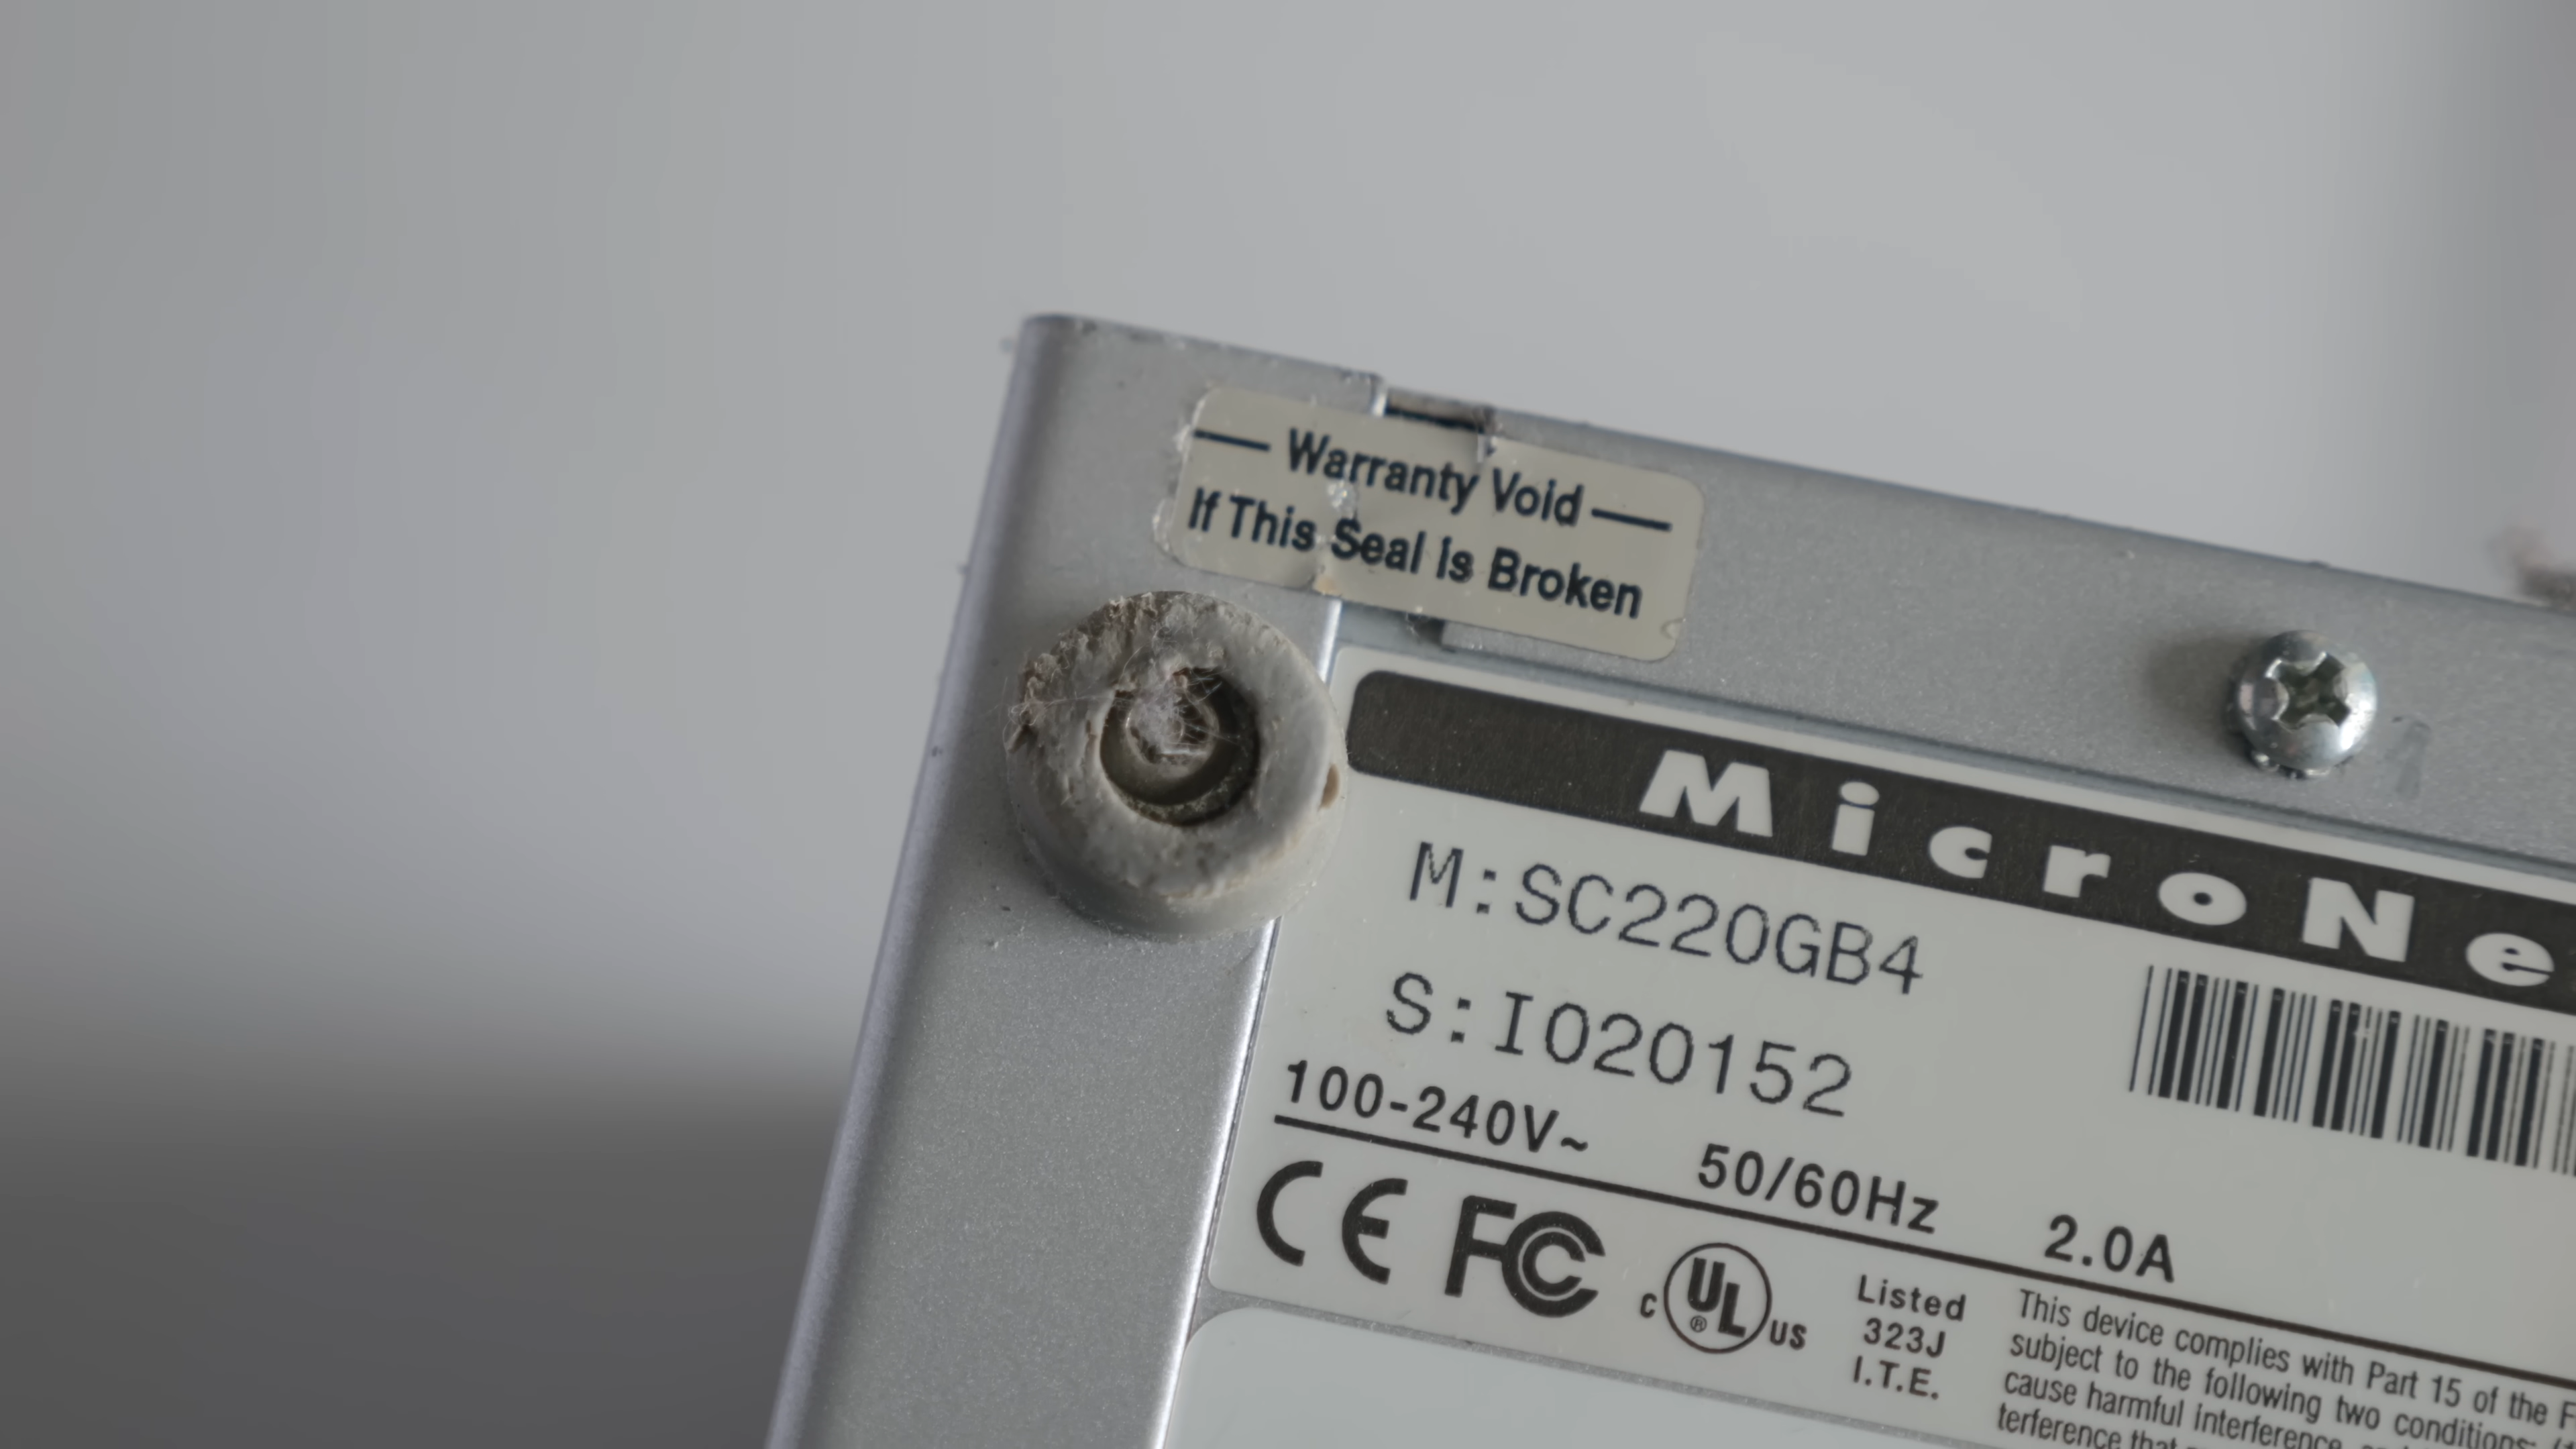 — Warranty Void —
If This Seal Is Broken
MicroNe
M:SC220GB4
S:I020152
100-240V~ 50/60Hz 2.0A
CE FC c UL ® US
Listed
323J
I.T.E.
This device complies with Part 15 of the F
subject to the following two conditions:
cause harmful interference,
terference that